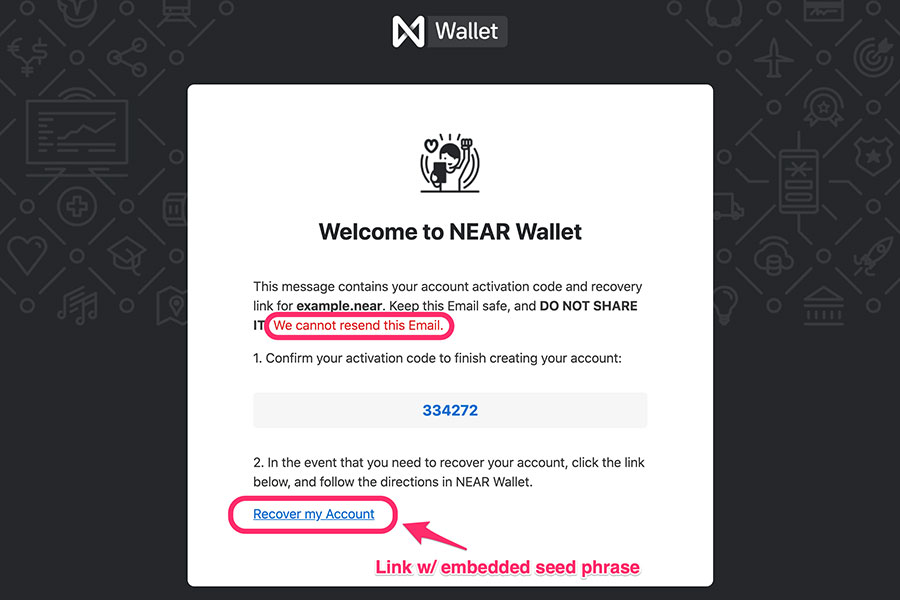 Wallet
Welcome to NEAR Wallet
This message contains your account activation code and recovery
link for example.near. Keep this Email safe, and DO NOT SHARE
IT We cannot resend this Email.
1. Confirm your activation code to finish creating your account:
334272
2. In the event that you need to recover your account, click the link
below, and follow the directions in NEAR Wallet.
Recover my Account
Link w/ embedded seed phrase